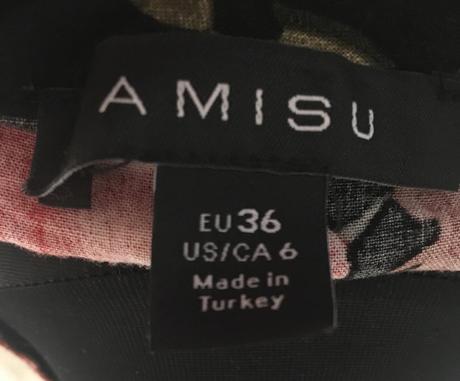 AMISU
EU 36
US/CA 6
Made in
Turkey